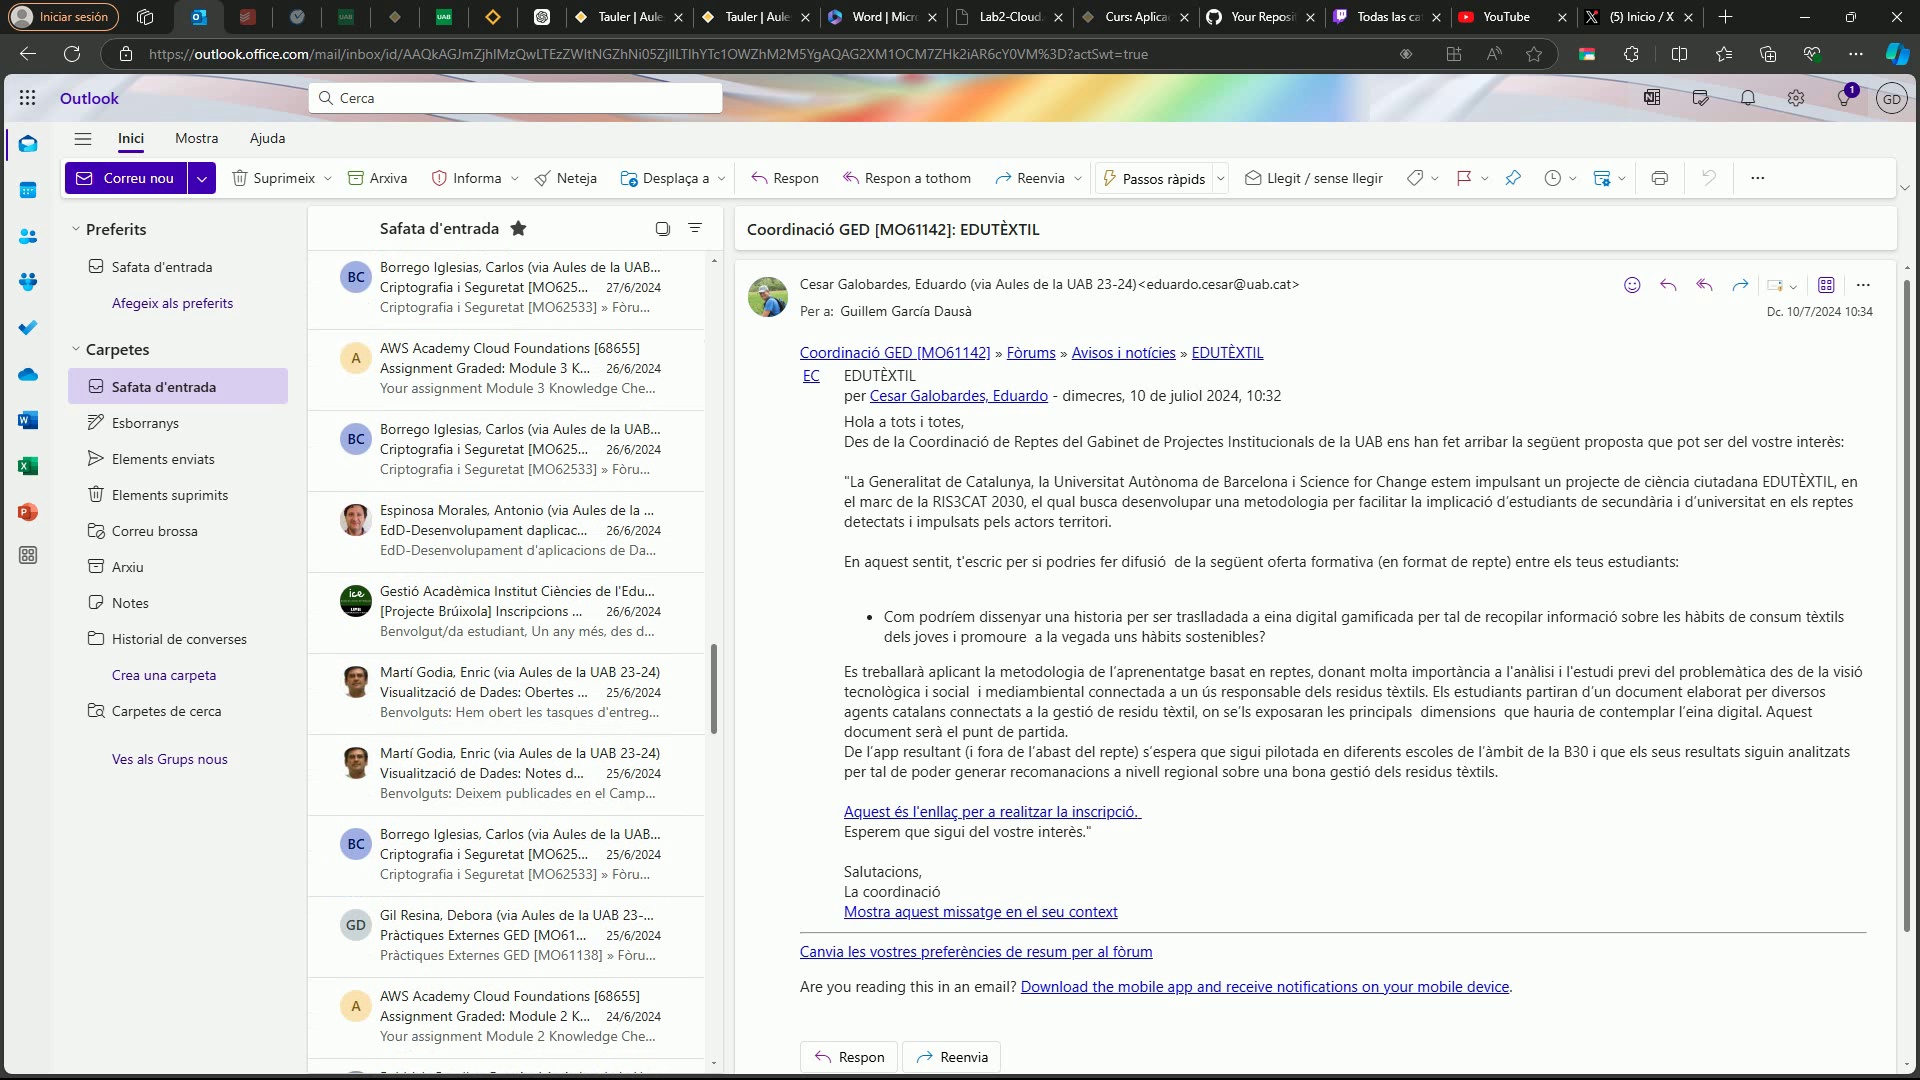 Iniciar sesión
Tauler | Aule
Tauler | Aule
Word | Micr
Lab2-Cloud.
Curs: Aplica
Your Reposi
Todas las ca
YouTube
(5) Inicio / X
outlook.office.com
Outlook
Cerca
1
GD
Inici
Mostra
Ajuda
Correu nou
Suprimeix
Arxiva
Informa
Neteja
Desplaça a
Respon
Respon a tothom
Reenvia
Passos ràpids
Llegit / sense llegir
Preferits
Safata d'entrada
Afegeix als preferits
Carpetes
Safata d'entrada
Esborranys
Elements enviats
Elements suprimits
Correu brossa
Arxiu
Notes
Historial de converses
Crea una carpeta
Carpetes de cerca
Ves als Grups nous
Safata d'entrada
BC
Borrego Iglesias, Carlos (via Aules de la UAB...
Criptografia i Seguretat [MO625... 27/6/2024
Criptografia i Seguretat [MO62533] » Fòru...
A
AWS Academy Cloud Foundations [68655]
Assignment Graded: Module 3 K... 26/6/2024
Your assignment Module 3 Knowledge Che...
BC
Borrego Iglesias, Carlos (via Aules de la UAB...
Criptografia i Seguretat [MO625... 26/6/2024
Criptografia i Seguretat [MO62533] » Fòru...
Espinosa Morales, Antonio (via Aules de la ...
EdD-Desenvolupament daplicac... 26/6/2024
EdD-Desenvolupament d'aplicacions de Da...
ice
Gestió Acadèmica Institut Ciències de l'Edu...
[Projecte Brúixola] Inscripcions ... 26/6/2024
Benvolgut/da estudiant, Un any més, des d...
Martí Godia, Enric (via Aules de la UAB 23-24)
Visualització de Dades: Obertes ... 25/6/2024
Benvolguts: Hem obert les tasques d'entreg...
Martí Godia, Enric (via Aules de la UAB 23-24)
Visualització de Dades: Notes d... 25/6/2024
Benvolguts: Deixem publicades en el Camp...
BC
Borrego Iglesias, Carlos (via Aules de la UAB...
Criptografia i Seguretat [MO625... 25/6/2024
Criptografia i Seguretat [MO62533] » Fòru...
GD
Gil Resina, Debora (via Aules de la UAB 23-...
Pràctiques Externes GED [MO61... 25/6/2024
Pràctiques Externes GED [MO61138] » Fòru...
A
AWS Academy Cloud Foundations [68655]
Assignment Graded: Module 2 K... 24/6/2024
Your assignment Module 2 Knowledge Che...
Coordinació GED [MO61142]: EDUTÈXTIL
Cesar Galobardes, Eduardo (via Aules de la UAB 23-24)<eduardo.cesar@uab.cat>
Per a: Guillem García Dausà
Dc. 10/7/2024 10:34
Coordinació GED [MO61142] » Fòrums » Avisos i notícies » EDUTÈXTIL
EC EDUTÈXTIL
per Cesar Galobardes, Eduardo - dimecres, 10 de juliol 2024, 10:32
Hola a tots i totes,
Des de la Coordinació de Reptes del Gabinet de Projectes Institucionals de la UAB ens han fet arribar la següent proposta que pot ser del vostre interès:
"La Generalitat de Catalunya, la Universitat Autònoma de Barcelona i Science for Change estem impulsant un projecte de ciència ciutadana EDUTÈXTIL, en
el marc de la RIS3CAT 2030, el qual busca desenvolupar una metodologia per facilitar la implicació d'estudiants de secundària i d'universitat en els reptes
detectats i impulsats pels actors territori.
En aquest sentit, t'escric per si podries fer difusió  de la següent oferta formativa (en format de repte) entre els teus estudiants:
• Com podríem dissenyar una historia per ser traslladada a eina digital gamificada per tal de recopilar informació sobre les hàbits de consum tèxtils
dels joves i promoure  a la vegada uns hàbits sostenibles?
Es treballarà aplicant la metodologia de l'aprenentatge basat en reptes, donant molta importància a l'anàlisi i l'estudi previ del problemàtica des de la visió
tecnològica i social  i mediambiental connectada a un ús responsable dels residus tèxtils. Els estudiants partiran d'un document elaborat per diversos
agents catalans connectats a la gestió de residu tèxtil, on se'ls exposaran les principals  dimensions  que hauria de contemplar l'eina digital. Aquest
document serà el punt de partida.
De l'app resultant (i fora de l'abast del repte) s'espera que sigui pilotada en diferents escoles de l'àmbit de la B30 i que els seus resultats siguin analitzats
per tal de poder generar recomanacions a nivell regional sobre una bona gestió dels residus tèxtils.
Aquest és l'enllaç per a realitzar la inscripció.
Esperem que sigui del vostre interès."
Salutacions,
La coordinació
Mostra aquest missatge en el seu context
Canvia les vostres preferències de resum per al fòrum
Are you reading this in an email? Download the mobile app and receive notifications on your mobile device.
Respon
Reenvia